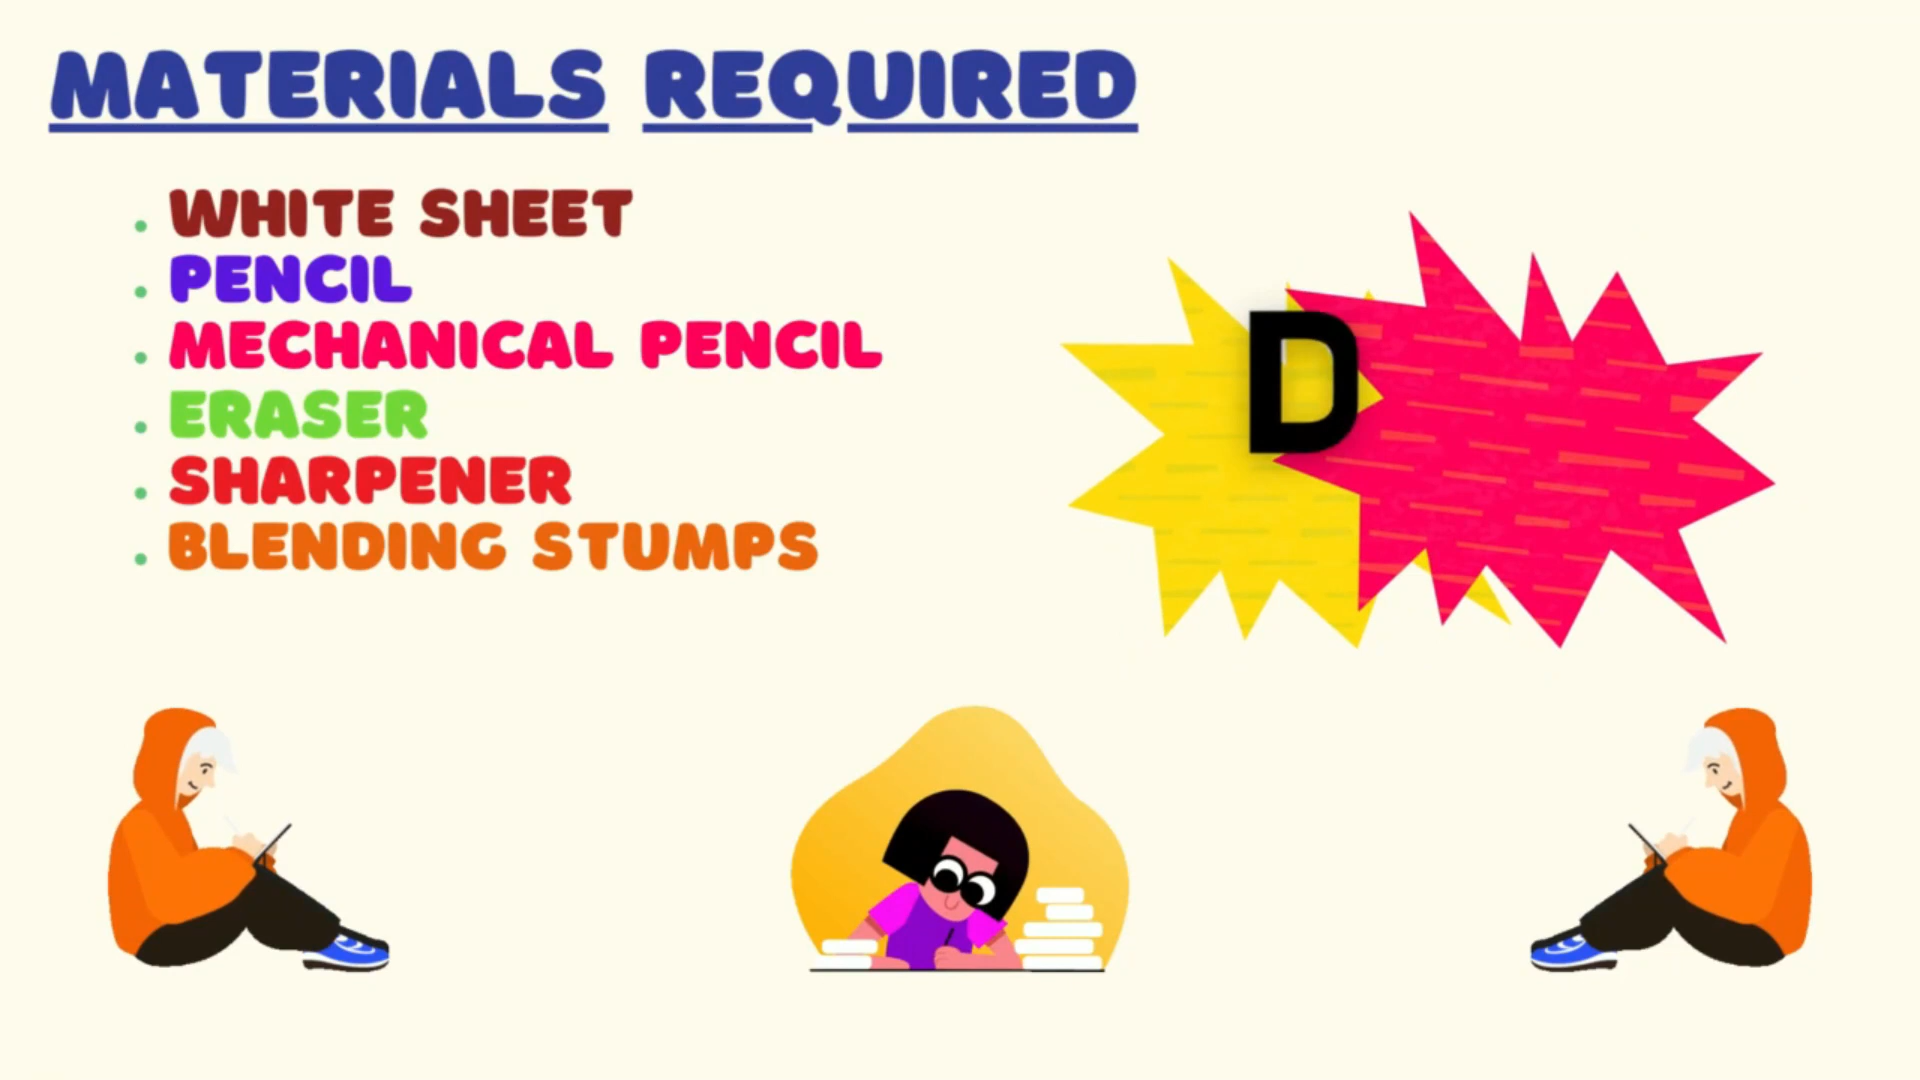 MATERIALS REQUIRED
WHITE SHEET
PENCIL
MECHANICAL PENCIL
ERASER
SHARPENER
BLENDING STUMPS
D